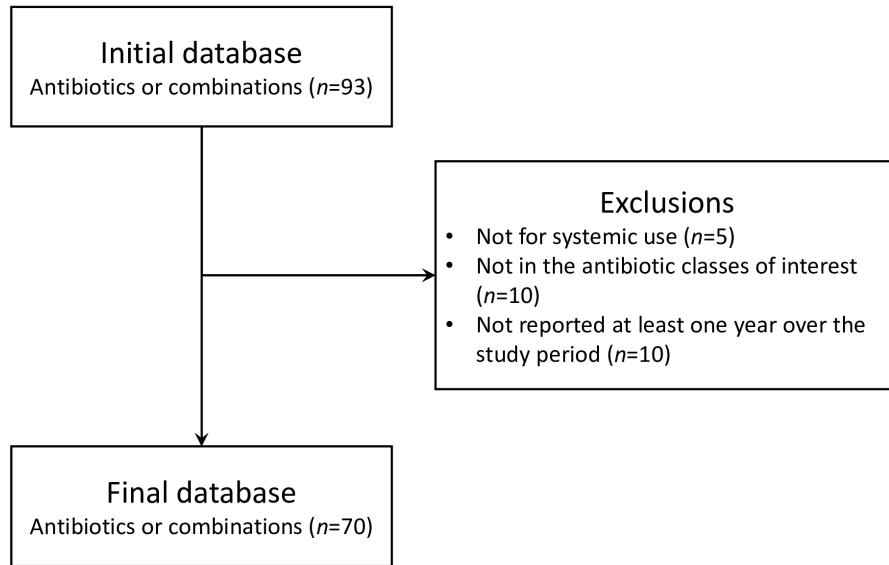 Initial database
Antibiotics or combinations (n=93)
Exclusions
• Not for systemic use (n=5)
• Not in the antibiotic classes of interest
(n=10)
• Not reported at least one year over the
study period (n=10)
Final database
Antibiotics or combinations (n=70)